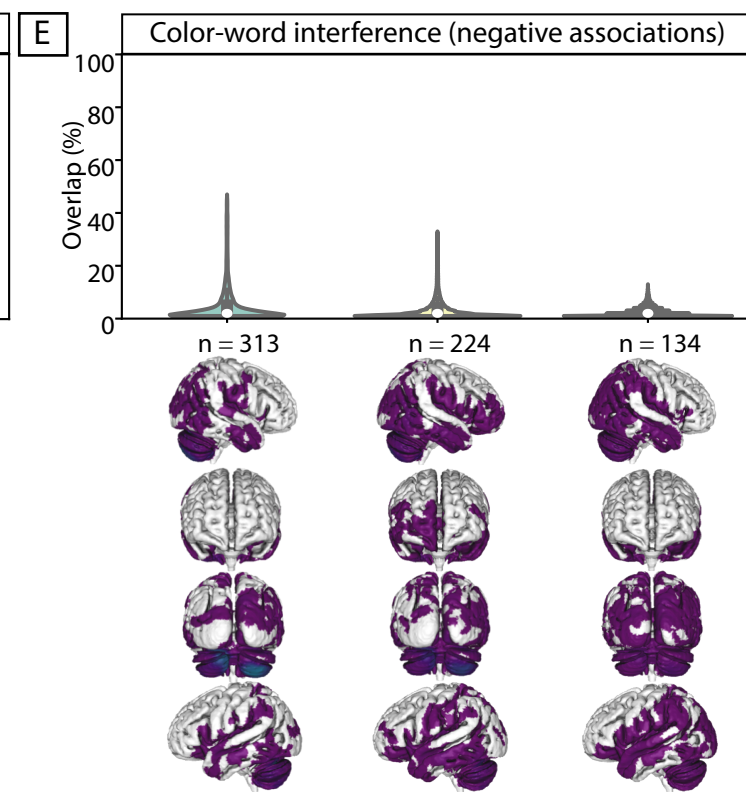 E
Color-word interference (negative associations)
Overlap (%)
100
80
60
40
20
0
n = 313
n = 224
n = 134